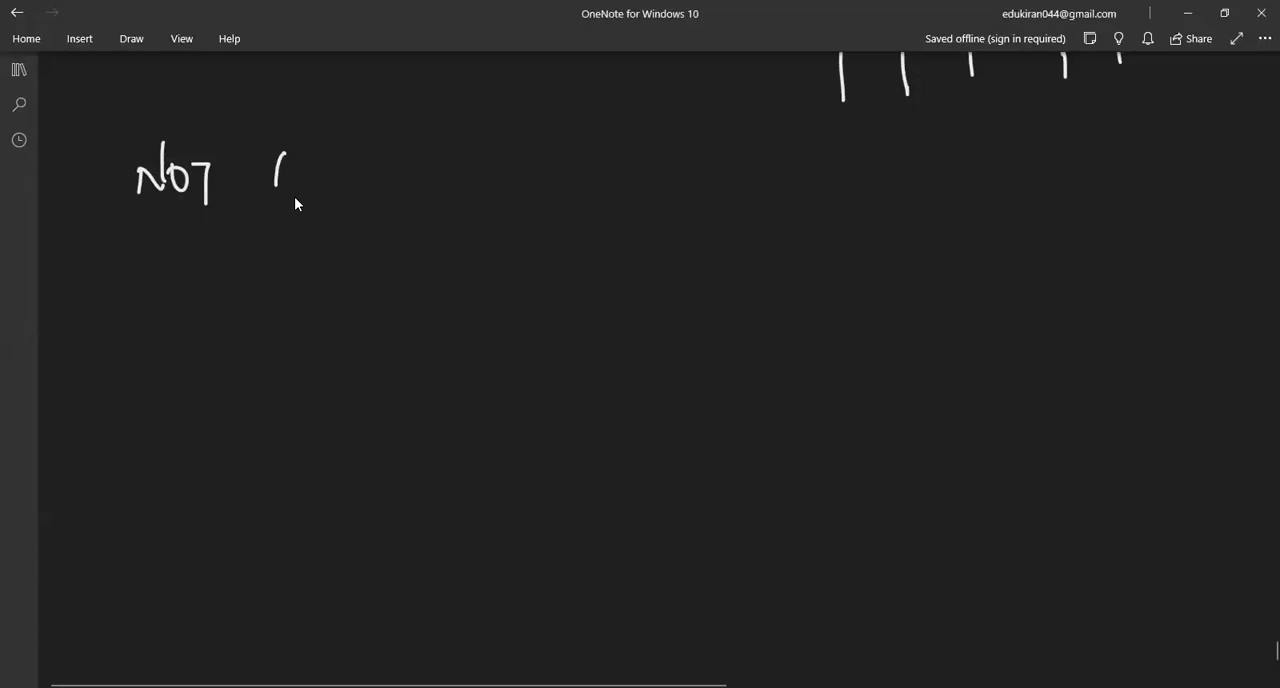 OneNote for Windows 10 edukiran044@gmail.com
Home Insert Draw View Help Saved offline (sign in required) Share
NOT (